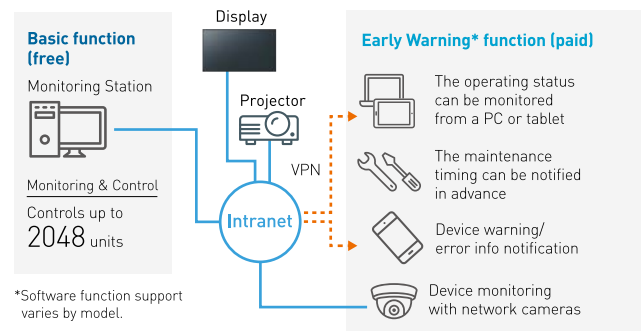 Basic function
(free)
Monitoring Station
Monitoring & Control
Controls up to
2048 units
*Software function support
varies by model.
Display
Projector
VPN
Intranet
Early Warning* function (paid)
The operating status
can be monitored
from a PC or tablet
The maintenance
timing can be notified
in advance
Device warning/
error info notification
Device monitoring
with network cameras